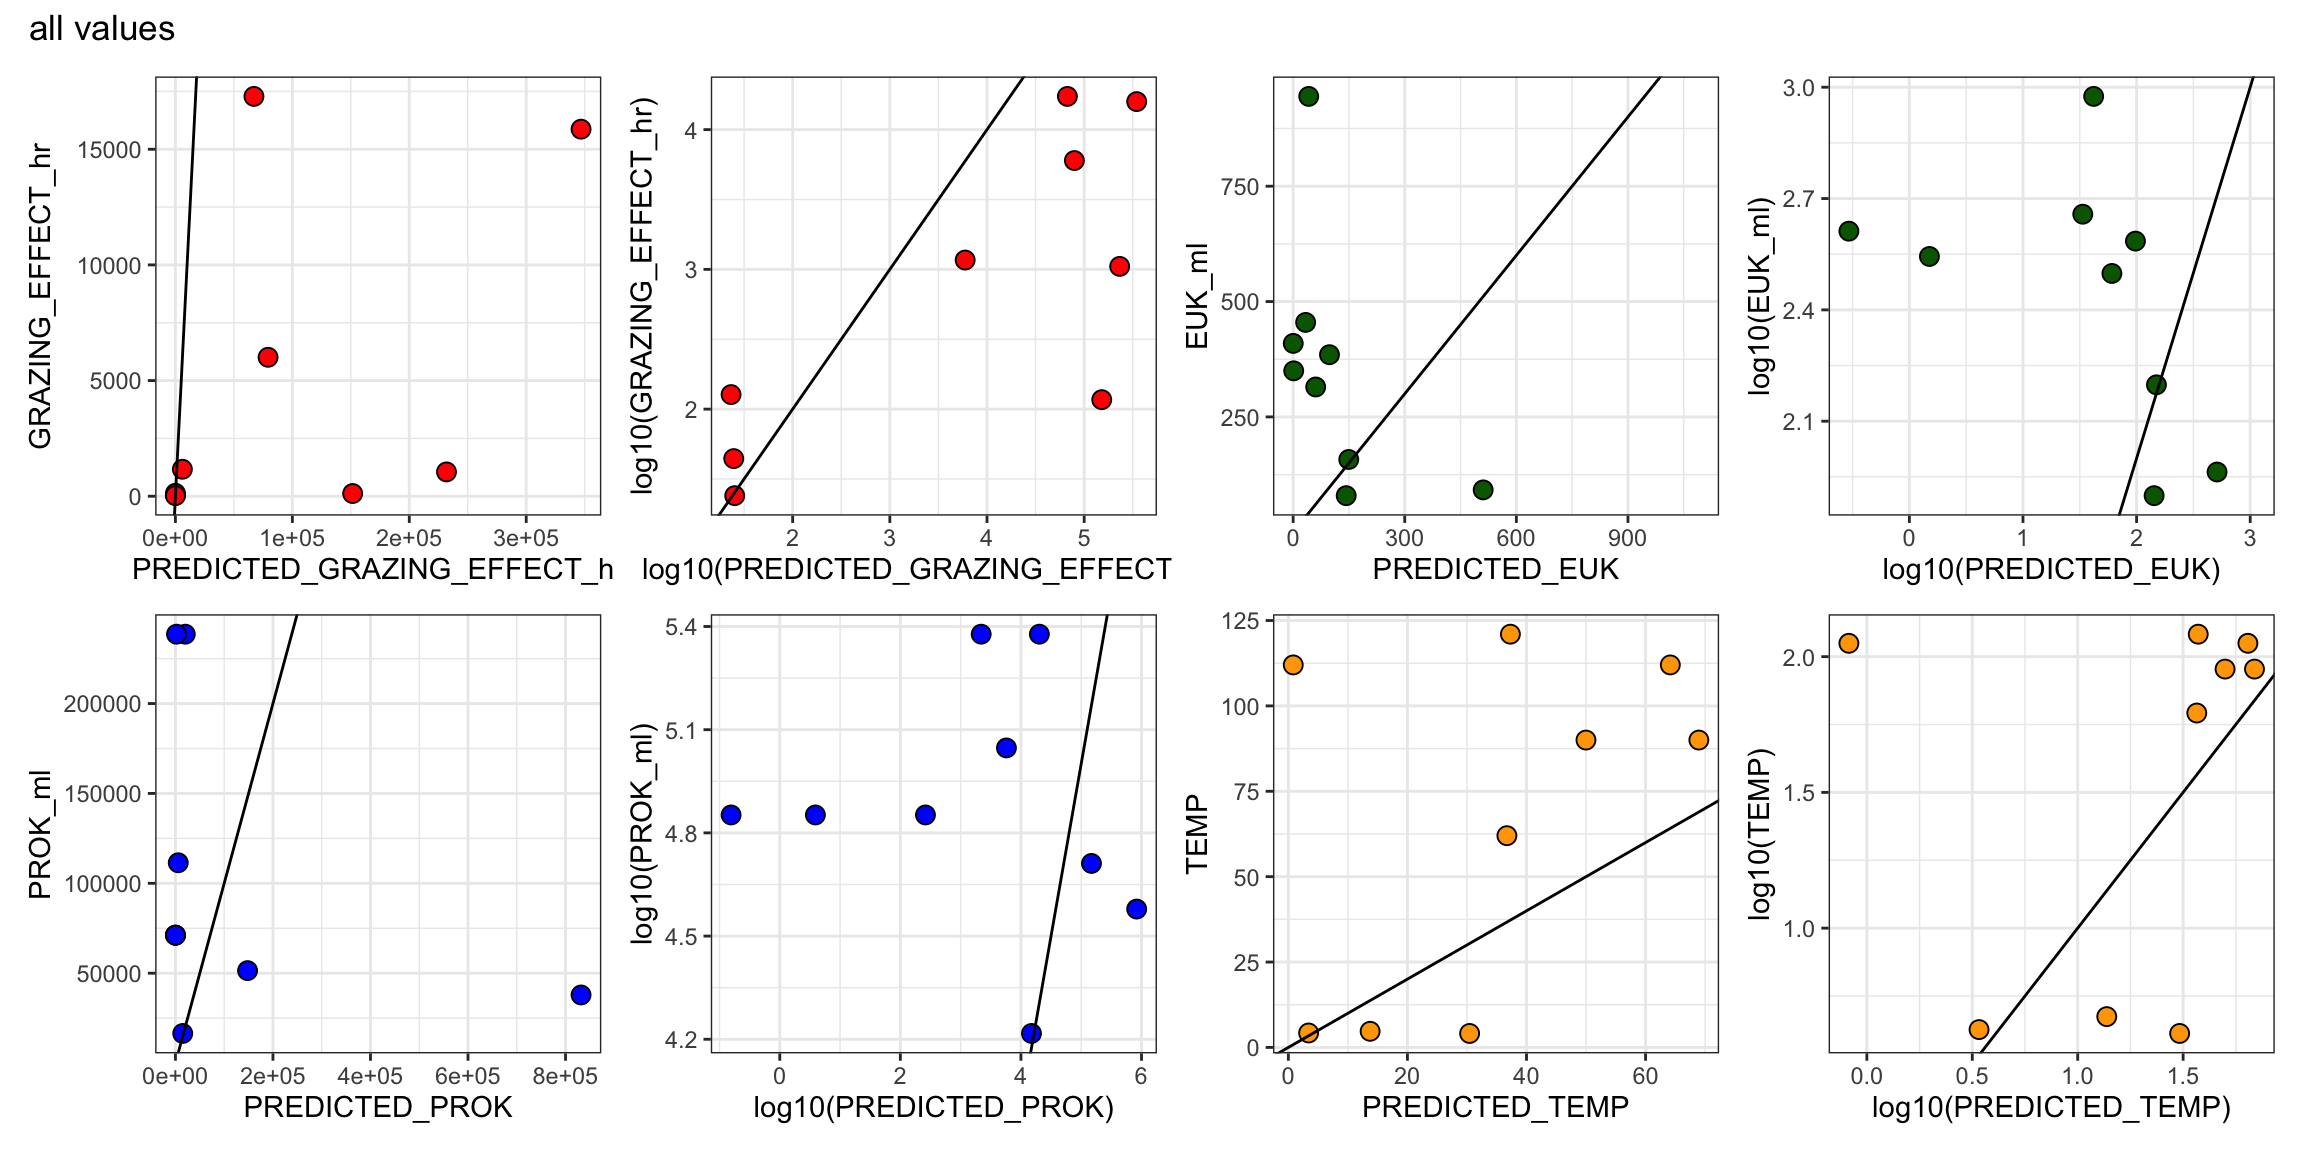 all values
GRAZING_EFFECT_hr
15000
10000
5000
0
0e+00 1e+05 2e+05 3e+05
PREDICTED_GRAZING_EFFECT_h
log10(GRAZING_EFFECT_hr)
4
3
2
2 3 4 5
log10(PREDICTED_GRAZING_EFFECT
EUK_ml
750
500
250
0 300 600 900
PREDICTED_EUK
log10(EUK_ml)
3.0
2.7
2.4
2.1
0 1 2 3
log10(PREDICTED_EUK)
PROK_ml
200000
150000
100000
50000
0e+00 2e+05 4e+05 6e+05 8e+05
PREDICTED_PROK
log10(PROK_ml)
5.4
5.1
4.8
4.5
4.2
0 2 4 6
log10(PREDICTED_PROK)
TEMP
125
100
75
50
25
0
0 20 40 60
PREDICTED_TEMP
log10(TEMP)
2.0
1.5
1.0
0.0 0.5 1.0 1.5
log10(PREDICTED_TEMP)